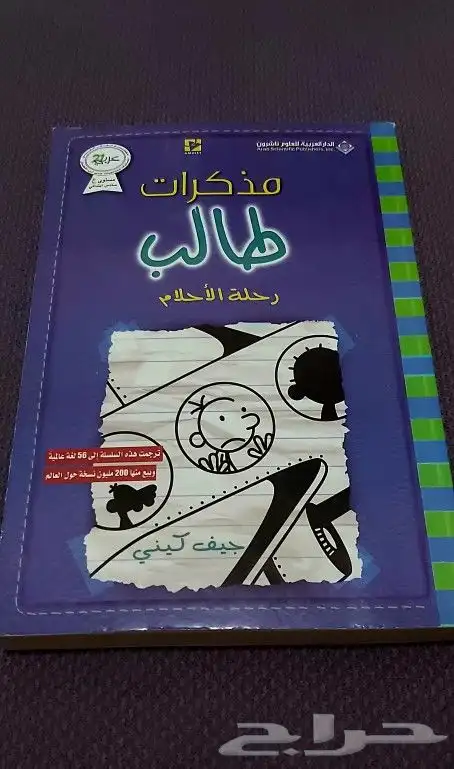 الدار العربية للعلوم ناشرون
Arab Scientific Publishers, Inc.
عربي21
مذكرات
طالب
رحلة الأحلام
ترجمت هذه السلسلة إلى 56 لغة عالمية
وبيع منها 200 مليون نسخة حول العالم
جيف كيني
حراج